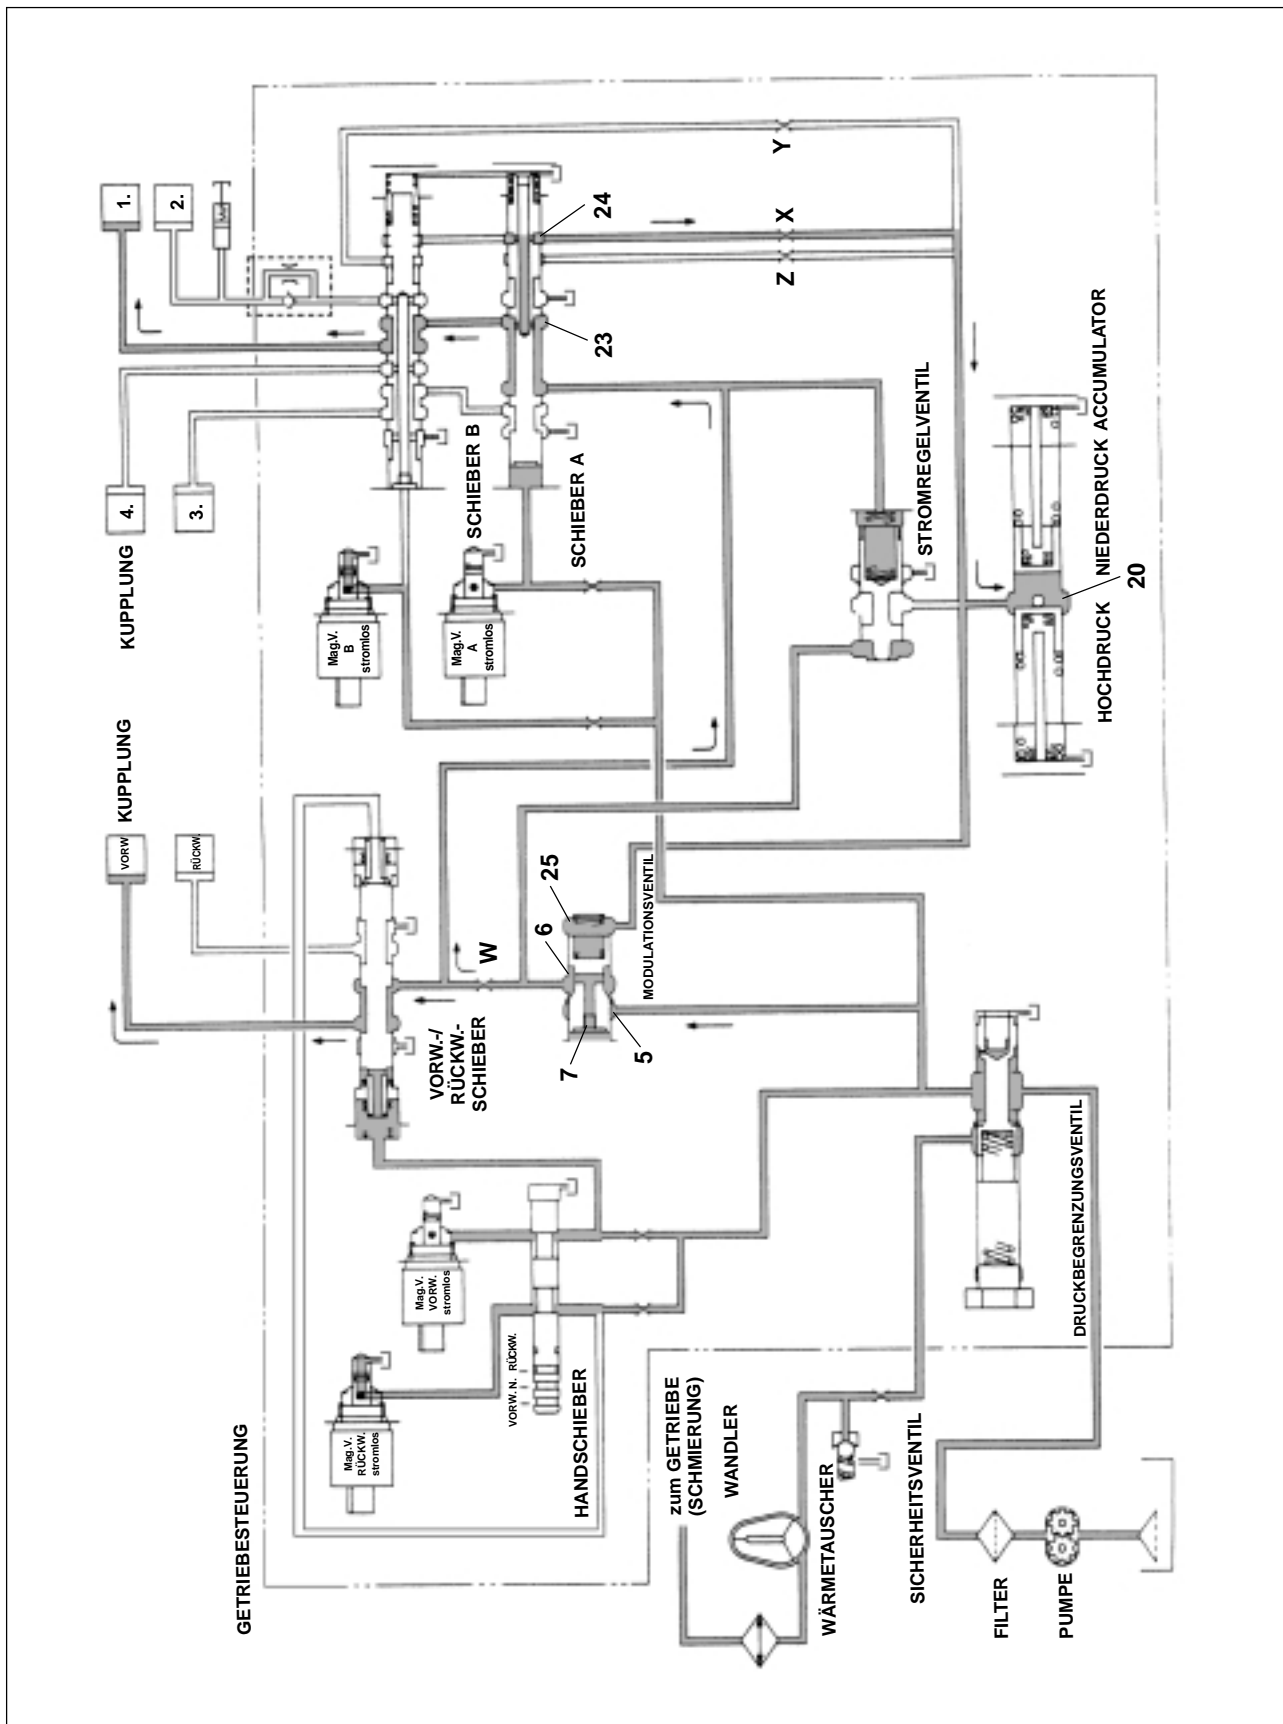 GETRIEBESTEUERUNG
KUPPLUNG
VORW
RÜCKW.
KUPPLUNG
4.
3.
1.
2.
Mag.V.
RÜCKW.
stromlos
Mag.V.
VORW.
stromlos
Mag.V.
B
stromlos
Mag.V.
A
stromlos
VORW. N. RÜCKW.
HANDSCHIEBER
VORW.-/
RÜCKW.-
SCHIEBER
W
SCHIEBER B
SCHIEBER A
23
24
6
25
7
5
MODULATIONSVENTIL
Z
X
Y
zum GETRIEBE
(SCHMIERUNG)
WANDLER
WÄRMETAUSCHER
SICHERHEITSVENTIL
FILTER
PUMPE
DRUCKBEGRENZUNGSVENTIL
STROMREGELVENTIL
HOCHDRUCK
NIEDERDRUCK ACCUMULATOR
20